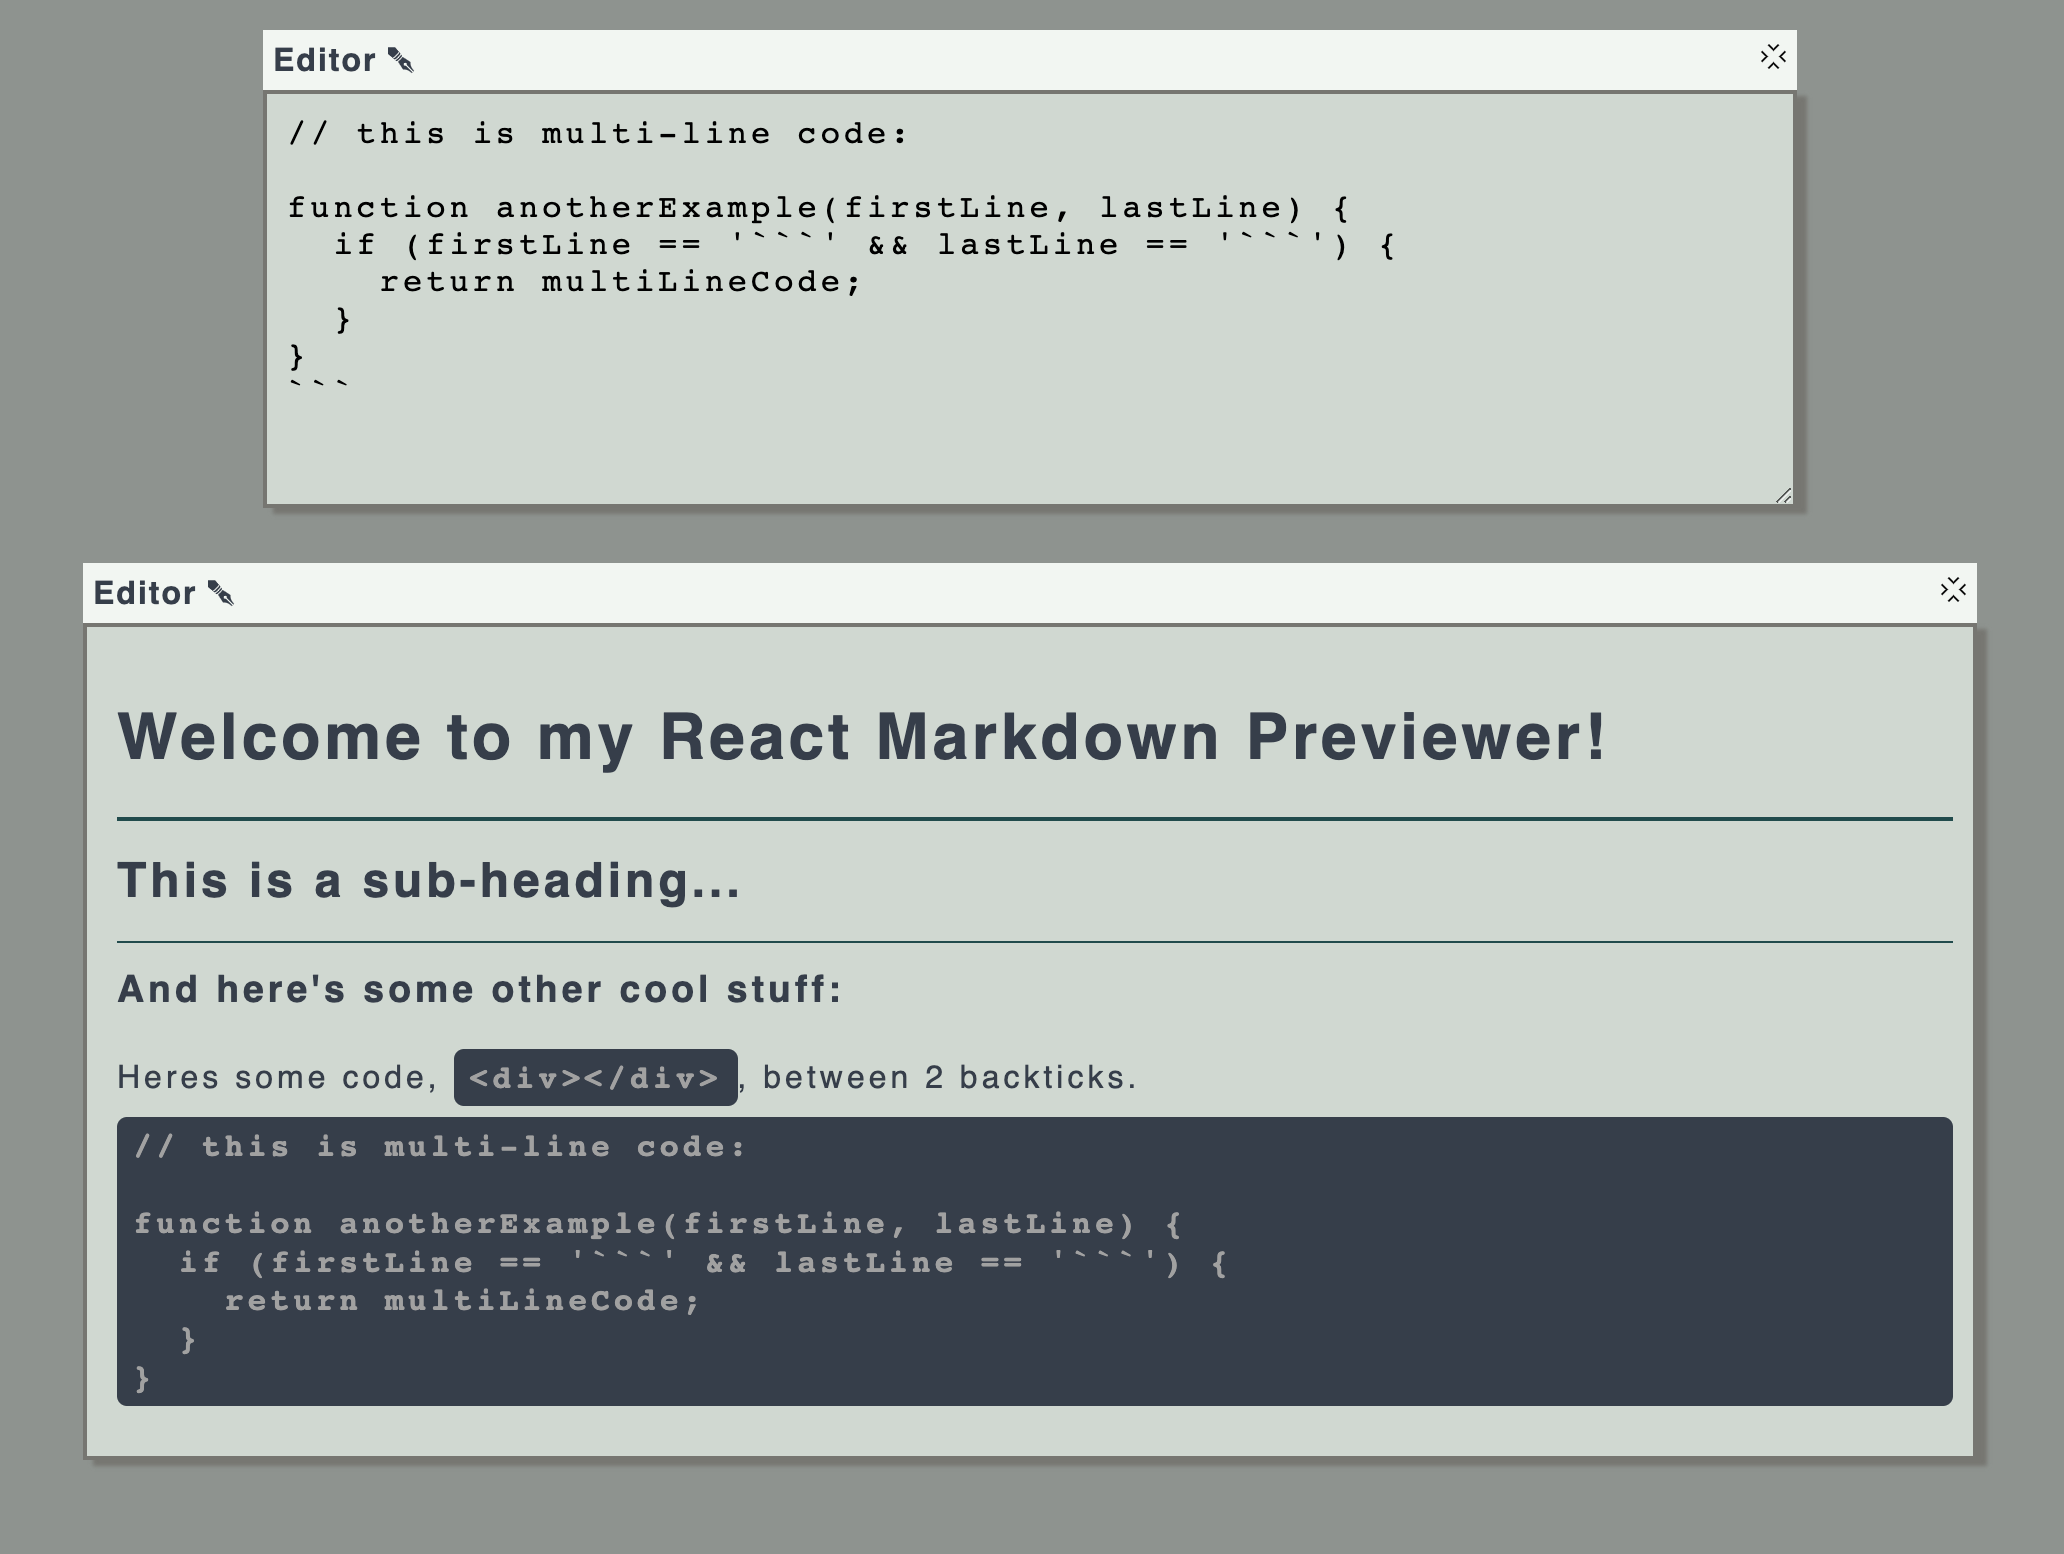 Editor ✒
// this is multi-line code:
function anotherExample(firstLine, lastLine) {
  if (firstLine == '```' && lastLine == '```') {
    return multiLineCode;
  }
}
```
Editor ✒
Welcome to my React Markdown Previewer!
This is a sub-heading...
And here's some other cool stuff:
Heres some code, <div></div>, between 2 backticks.
// this is multi-line code:
function anotherExample(firstLine, lastLine) {
  if (firstLine == '```' && lastLine == '```') {
    return multiLineCode;
  }
}